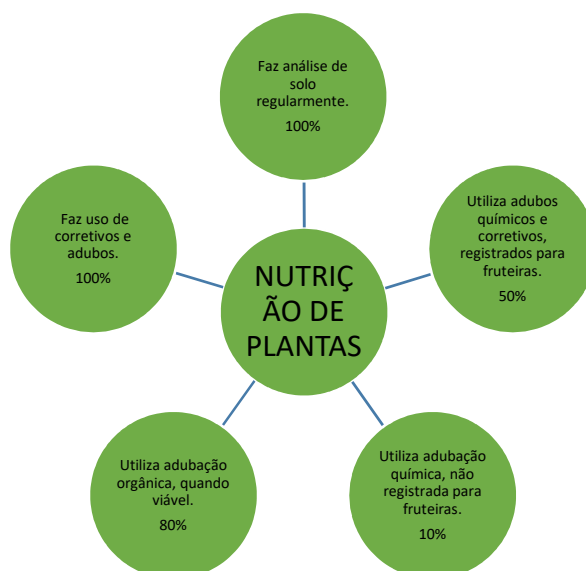 Faz análise de
solo
regularmente.
100%
Faz uso de
corretivos e
adubos.
100%
Utiliza adubos
químicos e
corretivos,
registrados para
fruteiras.
50%
NUTRIÇ
ÃO DE
PLANTAS
Utiliza adubação
orgânica, quando
viável.
80%
Utiliza adubação
química, não
registrada para
fruteiras.
10%